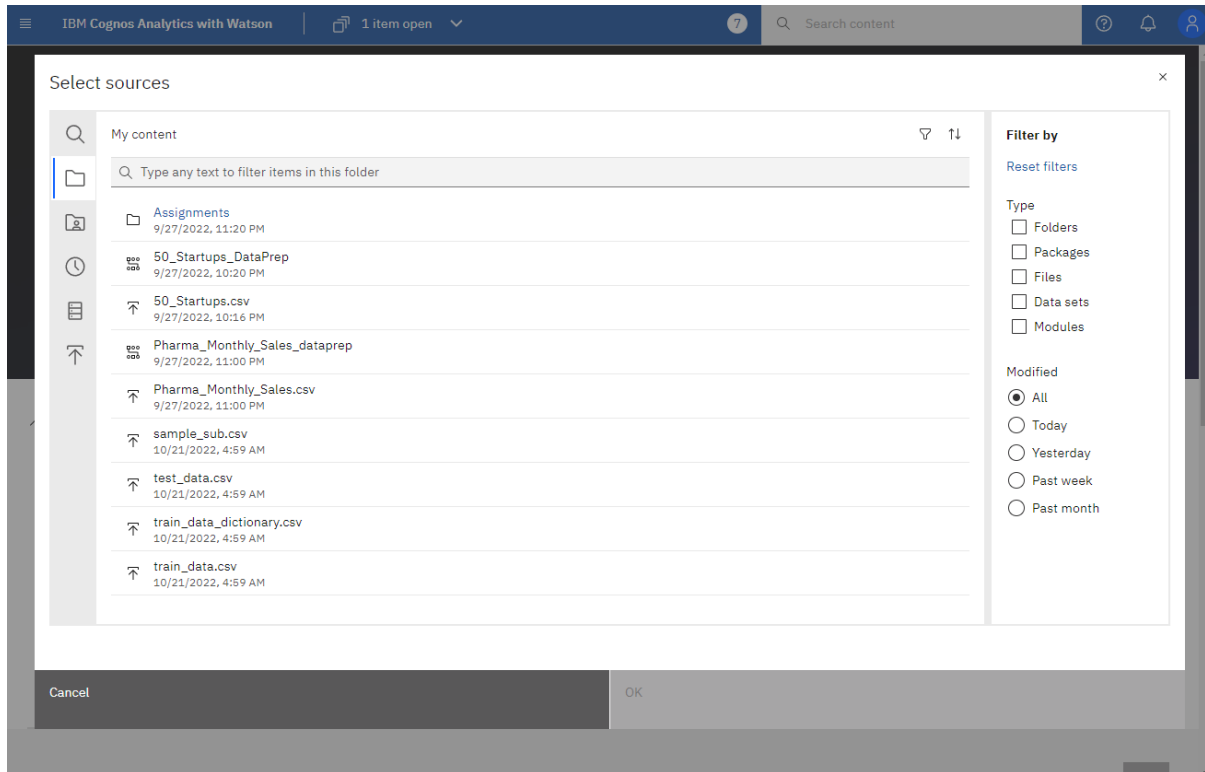 IBM Cognos Analytics with Watson
1 item open
7
Search content
Select sources
My content
Type any text to filter items in this folder
Assignments
9/27/2022, 11:20 PM
50_Startups_DataPrep
9/27/2022, 10:20 PM
50_Startups.csv
9/27/2022, 10:16 PM
Pharma_Monthly_Sales_dataprep
9/27/2022, 11:00 PM
Pharma_Monthly_Sales.csv
9/27/2022, 11:00 PM
sample_sub.csv
10/21/2022, 4:59 AM
test_data.csv
10/21/2022, 4:59 AM
train_data_dictionary.csv
10/21/2022, 4:59 AM
train_data.csv
10/21/2022, 4:59 AM
Filter by
Reset filters
Type
Folders
Packages
Files
Data sets
Modules
Modified
All
Today
Yesterday
Past week
Past month
Cancel
OK